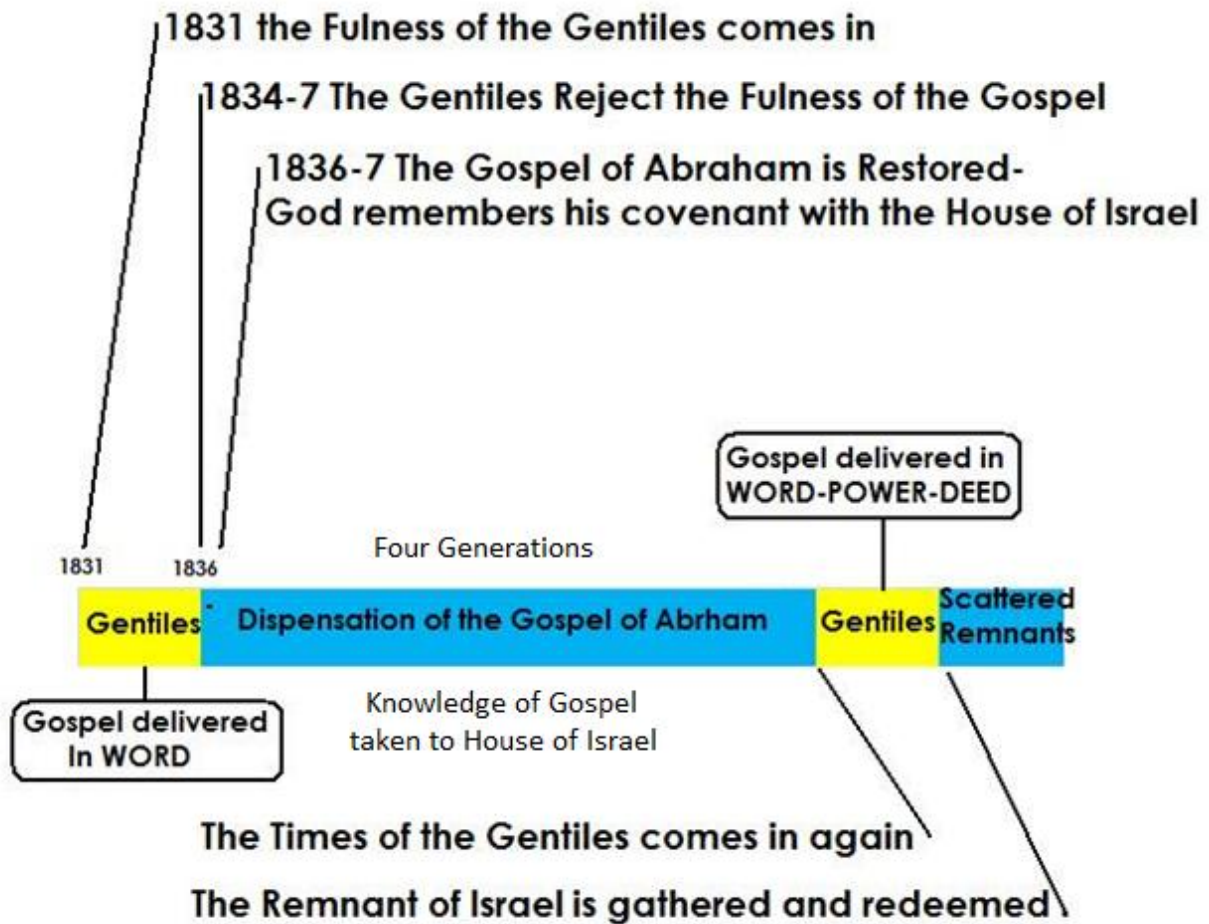 1831 the Fulness of the Gentiles comes in
1834-7 The Gentiles Reject the Fulness of the Gospel
1836-7 The Gospel of Abraham is Restored-
God remembers his covenant with the House of Israel
Gospel delivered in
WORD-POWER-DEED
Four Generations
1831
1836
Gentiles
Dispensation of the Gospel of Abrham
Gentiles
Scattered
Remnants
Gospel delivered
In WORD
Knowledge of Gospel
taken to House of Israel
The Times of the Gentiles comes in again
The Remnant of Israel is gathered and redeemed